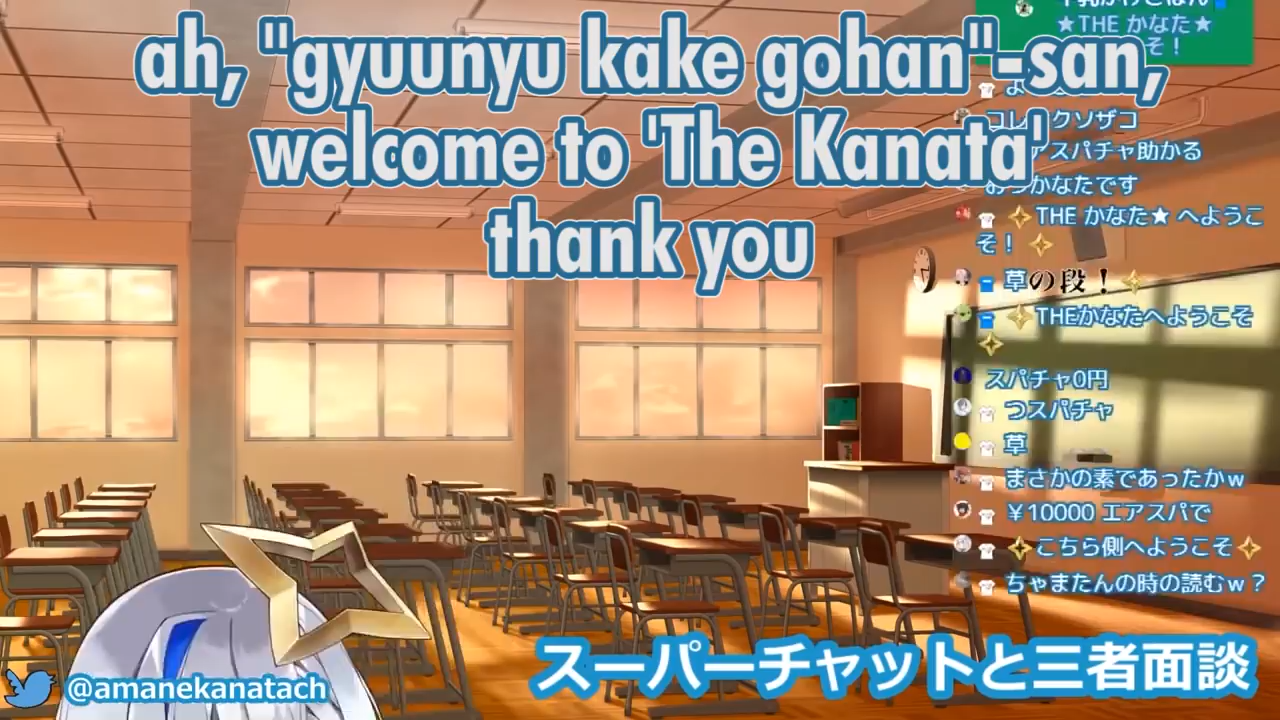 ah, "gyuunyu kake gohan"-san,
welcome to 'The Kanata'
thank you
★THE かなた★
そ！
クソザコ
スパチャ助かる
かなたです
THE かなた★ へようこ
そ！
草の段！
THEかなたへようこそ
スパチャ0円
つスパチャ
草
まさかの素であったかw
￥10000 エアスパで
こちら側へようこそ
ちゃまたんの時の読むw？
スーパーチャットと三者面談
@amanekanatach